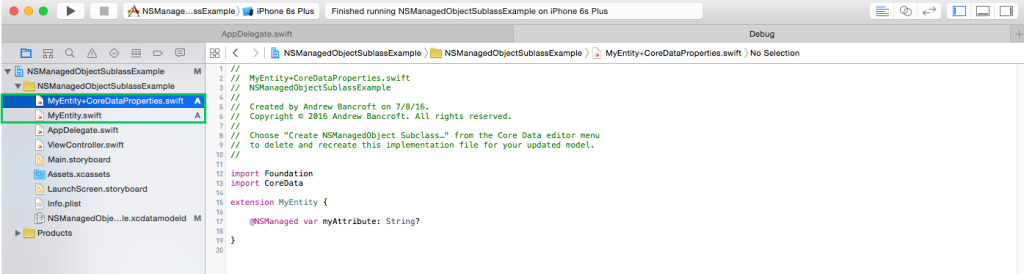 NSManage...ssExample
iPhone 6s Plus
Finished running NSManagedObjectSublassExample on iPhone 6s Plus
AppDelegate.swift
Debug
NSManagedObjectSublassExample
NSManagedObjectSublassExample
MyEntity+CoreDataProperties.swift
No Selection
NSManagedObjectSublassExample M
NSManagedObjectSublassExample
MyEntity+CoreDataProperties.swift A
MyEntity.swift A
AppDelegate.swift
ViewController.swift
Main.storyboard
Assets.xcassets
LaunchScreen.storyboard
Info.plist
NSManagedObje...le.xcdatamodeld M
Products
1 //
2 //  MyEntity+CoreDataProperties.swift
3 //  NSManagedObjectSublassExample
4 //
5 //  Created by Andrew Bancroft on 7/8/16.
6 //  Copyright © 2016 Andrew Bancroft. All rights reserved.
7 //
8 //  Choose "Create NSManagedObject Subclass…" from the Core Data editor menu
9 //  to delete and recreate this implementation file for your updated model.
10 //
11
12 import Foundation
13 import CoreData
14
15 extension MyEntity {
16
17     @NSManaged var myAttribute: String?
18
19 }
20